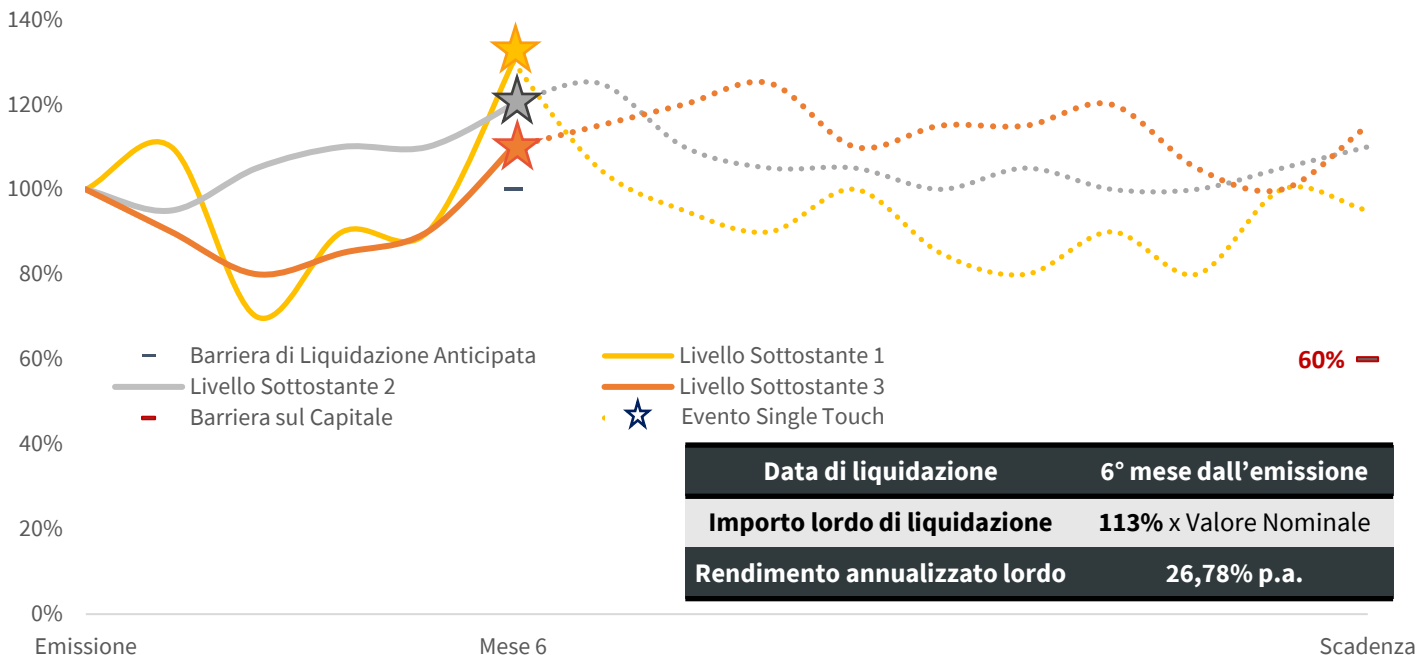 140%
120%
100%
80%
60%
Barriera di Liquidazione Anticipata
Livello Sottostante 1
60%
Livello Sottostante 2
Livello Sottostante 3
Barriera sul Capitale
Evento Single Touch
40%
Data di liquidazione 6° mese dall’emissione
20%
Importo lordo di liquidazione 113% x Valore Nominale
Rendimento annualizzato lordo 26,78% p.a.
0%
Emissione Mese 6 Scadenza